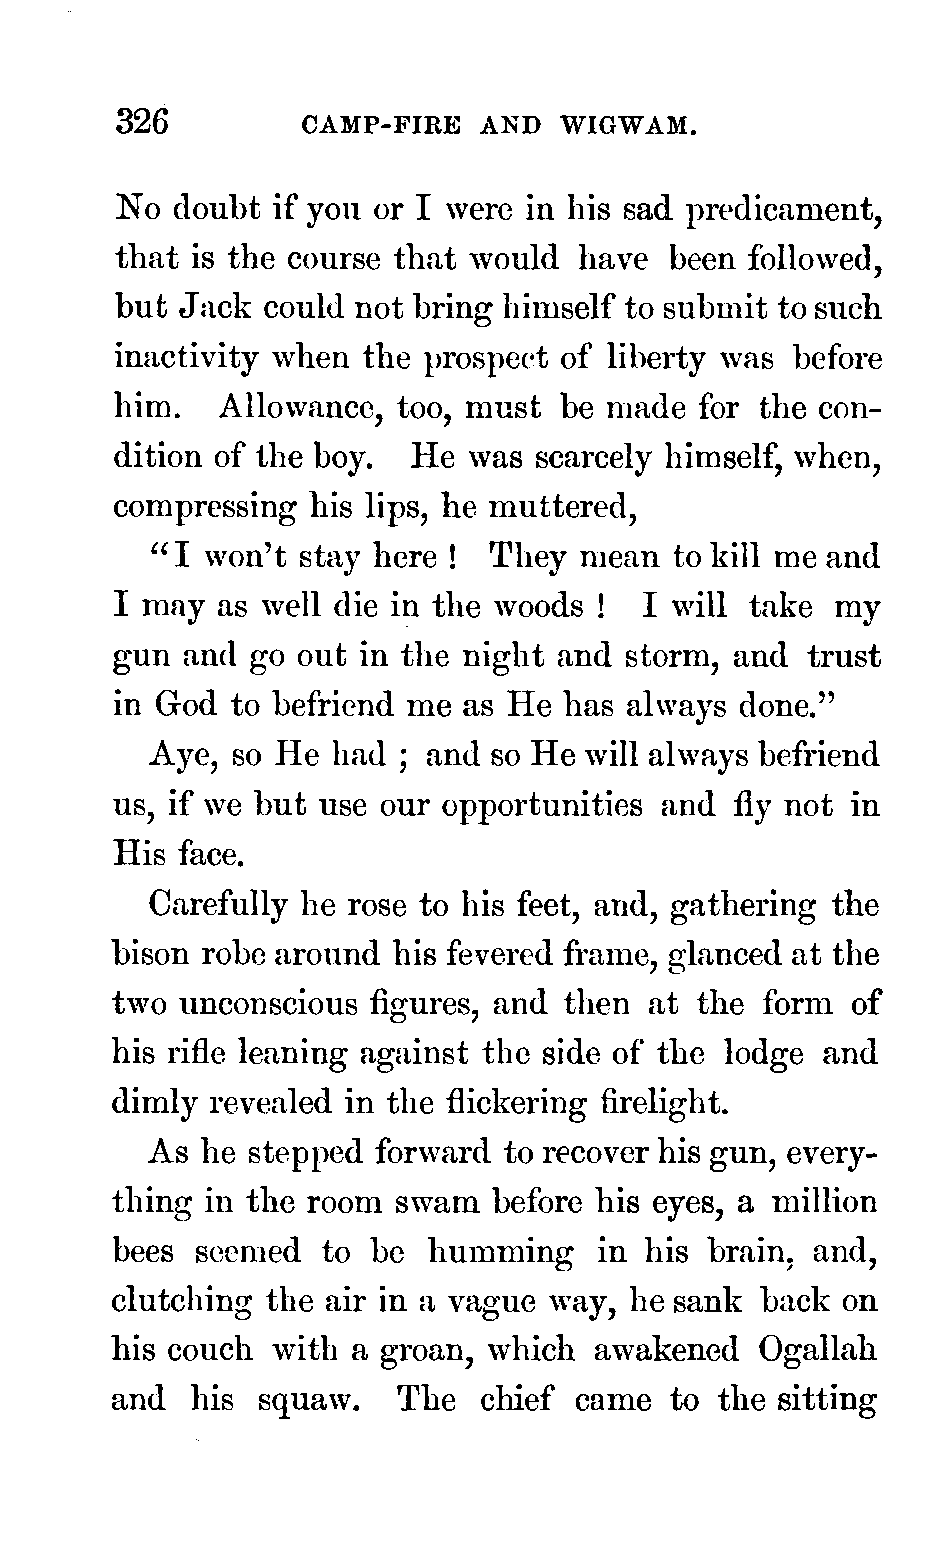 326 CAMP-FIRE AND WIGWAM.
No doubt if you or I were in his sad predicament,
that is the course that would have been followed,
but Jack could not bring himself to submit to such
inactivity when the prospect of liberty was before
him. Allowance, too, must be made for the con-
dition of the boy. He was scarcely himself, when,
compressing his lips, he muttered,
“I won’t stay here ! They mean to kill me and
I may as well die in the woods ! I will take my
gun and go out in the night and storm, and trust
in God to befriend me as He has always done.”
Aye, so He had ; and so He will always befriend
us, if we but use our opportunities and fly not in
His face.
Carefully he rose to his feet, and, gathering the
bison robe around his fevered frame, glanced at the
two unconscious figures, and then at the form of
his rifle leaning against the side of the lodge and
dimly revealed in the flickering firelight.
As he stepped forward to recover his gun, every-
thing in the room swam before his eyes, a million
bees seemed to be humming in his brain, and,
clutching the air in a vague way, he sank back on
his couch with a groan, which awakened Ogallah
and his squaw. The chief came to the sitting